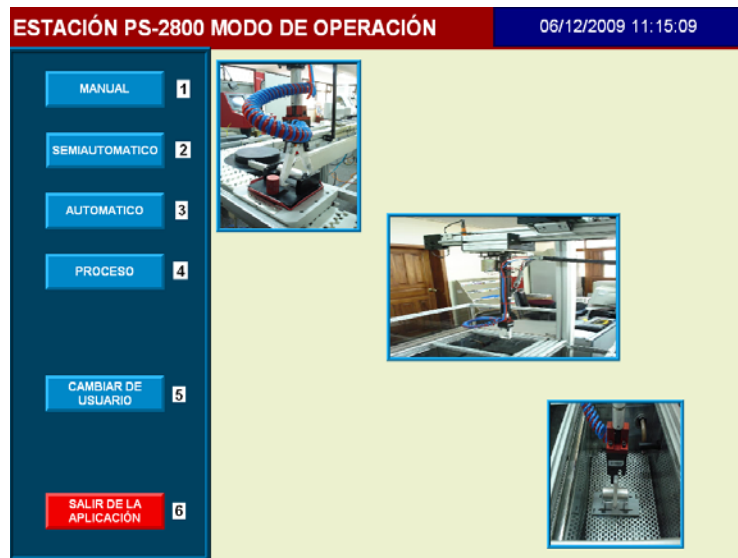 ESTACIÓN PS-2800 MODO DE OPERACIÓN
06/12/2009 11:15:09
MANUAL 1
SEMIAUTOMATICO 2
AUTOMATICO 3
PROCESO 4
CAMBIAR DE
USUARIO 5
SALIR DE LA
APLICACIÓN 6